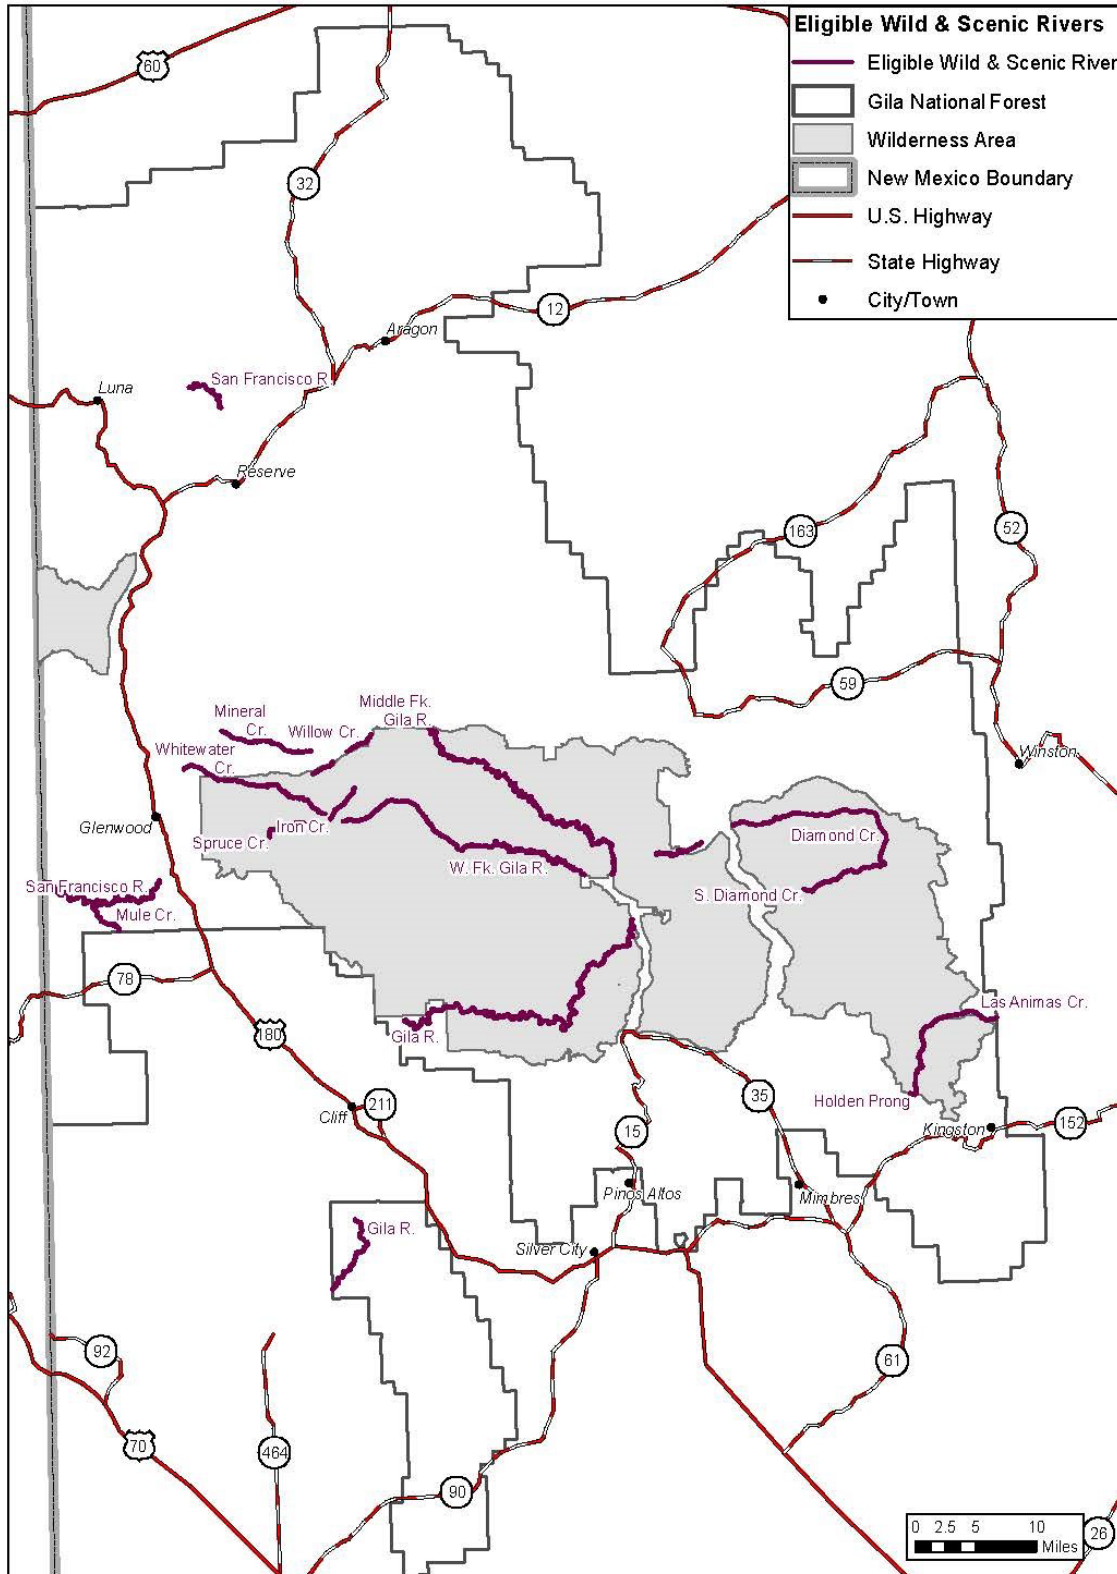 Eligible Wild & Scenic Rivers
Eligible Wild & Scenic River
Gila National Forest
Wilderness Area
New Mexico Boundary
U.S. Highway
State Highway
City/Town
60
32
12
Aragon
San Francisco R.
Luna
Reserve
163
52
59
Middle Fk.
Gila R.
Mineral
Cr.
Willow Cr.
Whitewater
Cr.
Winston
Glenwood
Iron Cr.
Spruce Cr.
Diamond Cr.
W. Fk. Gila R.
S. Diamond Cr.
San Francisco R.
Mule Cr.
78
Las Animas Cr.
Gila R.
180
Holden Prong
35
Cliff
211
15
Kingston
152
Pinos Altos
Mimbres
Gila R.
Silver City
92
61
70
464
90
0 2.5 5 10
Miles
26